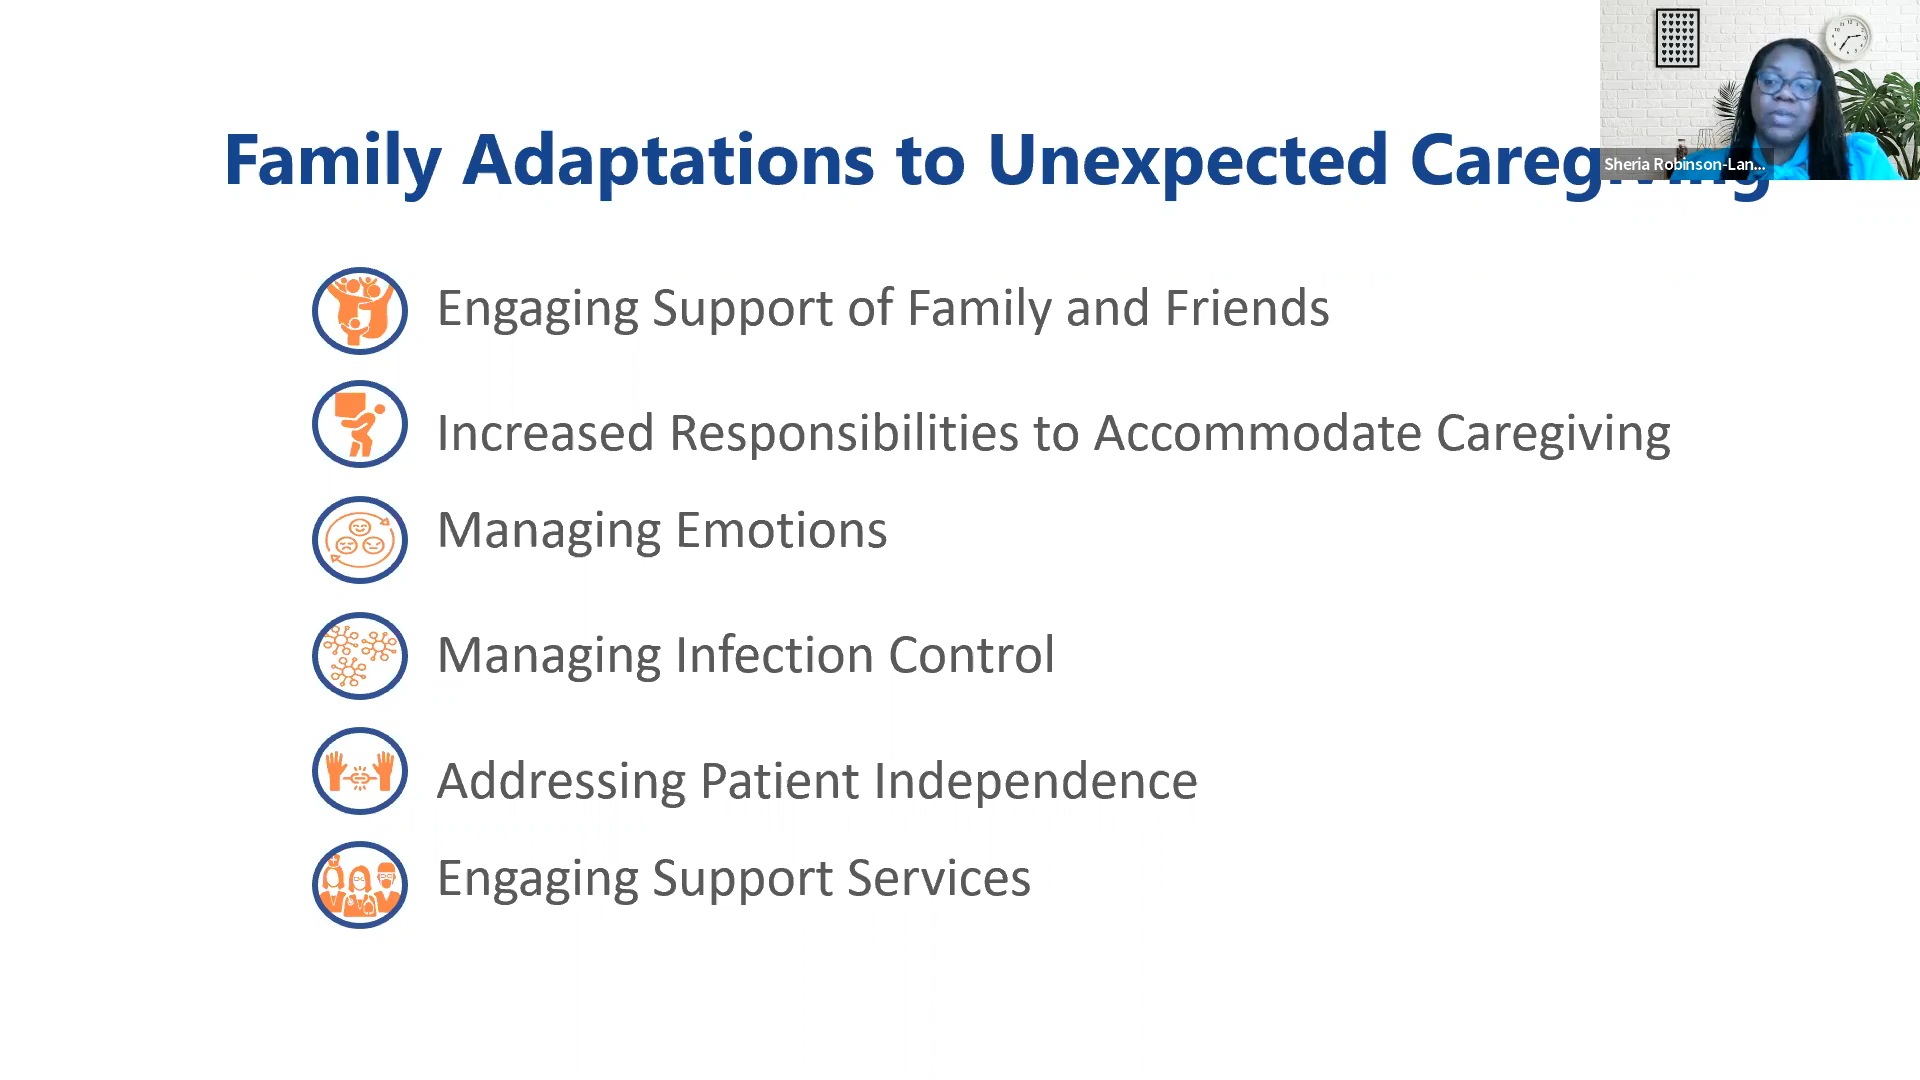 Family Adaptations to Unexpected Caregiving
Sheria Robinson-Lan...
Engaging Support of Family and Friends
Increased Responsibilities to Accommodate Caregiving
Managing Emotions
Managing Infection Control
Addressing Patient Independence
Engaging Support Services